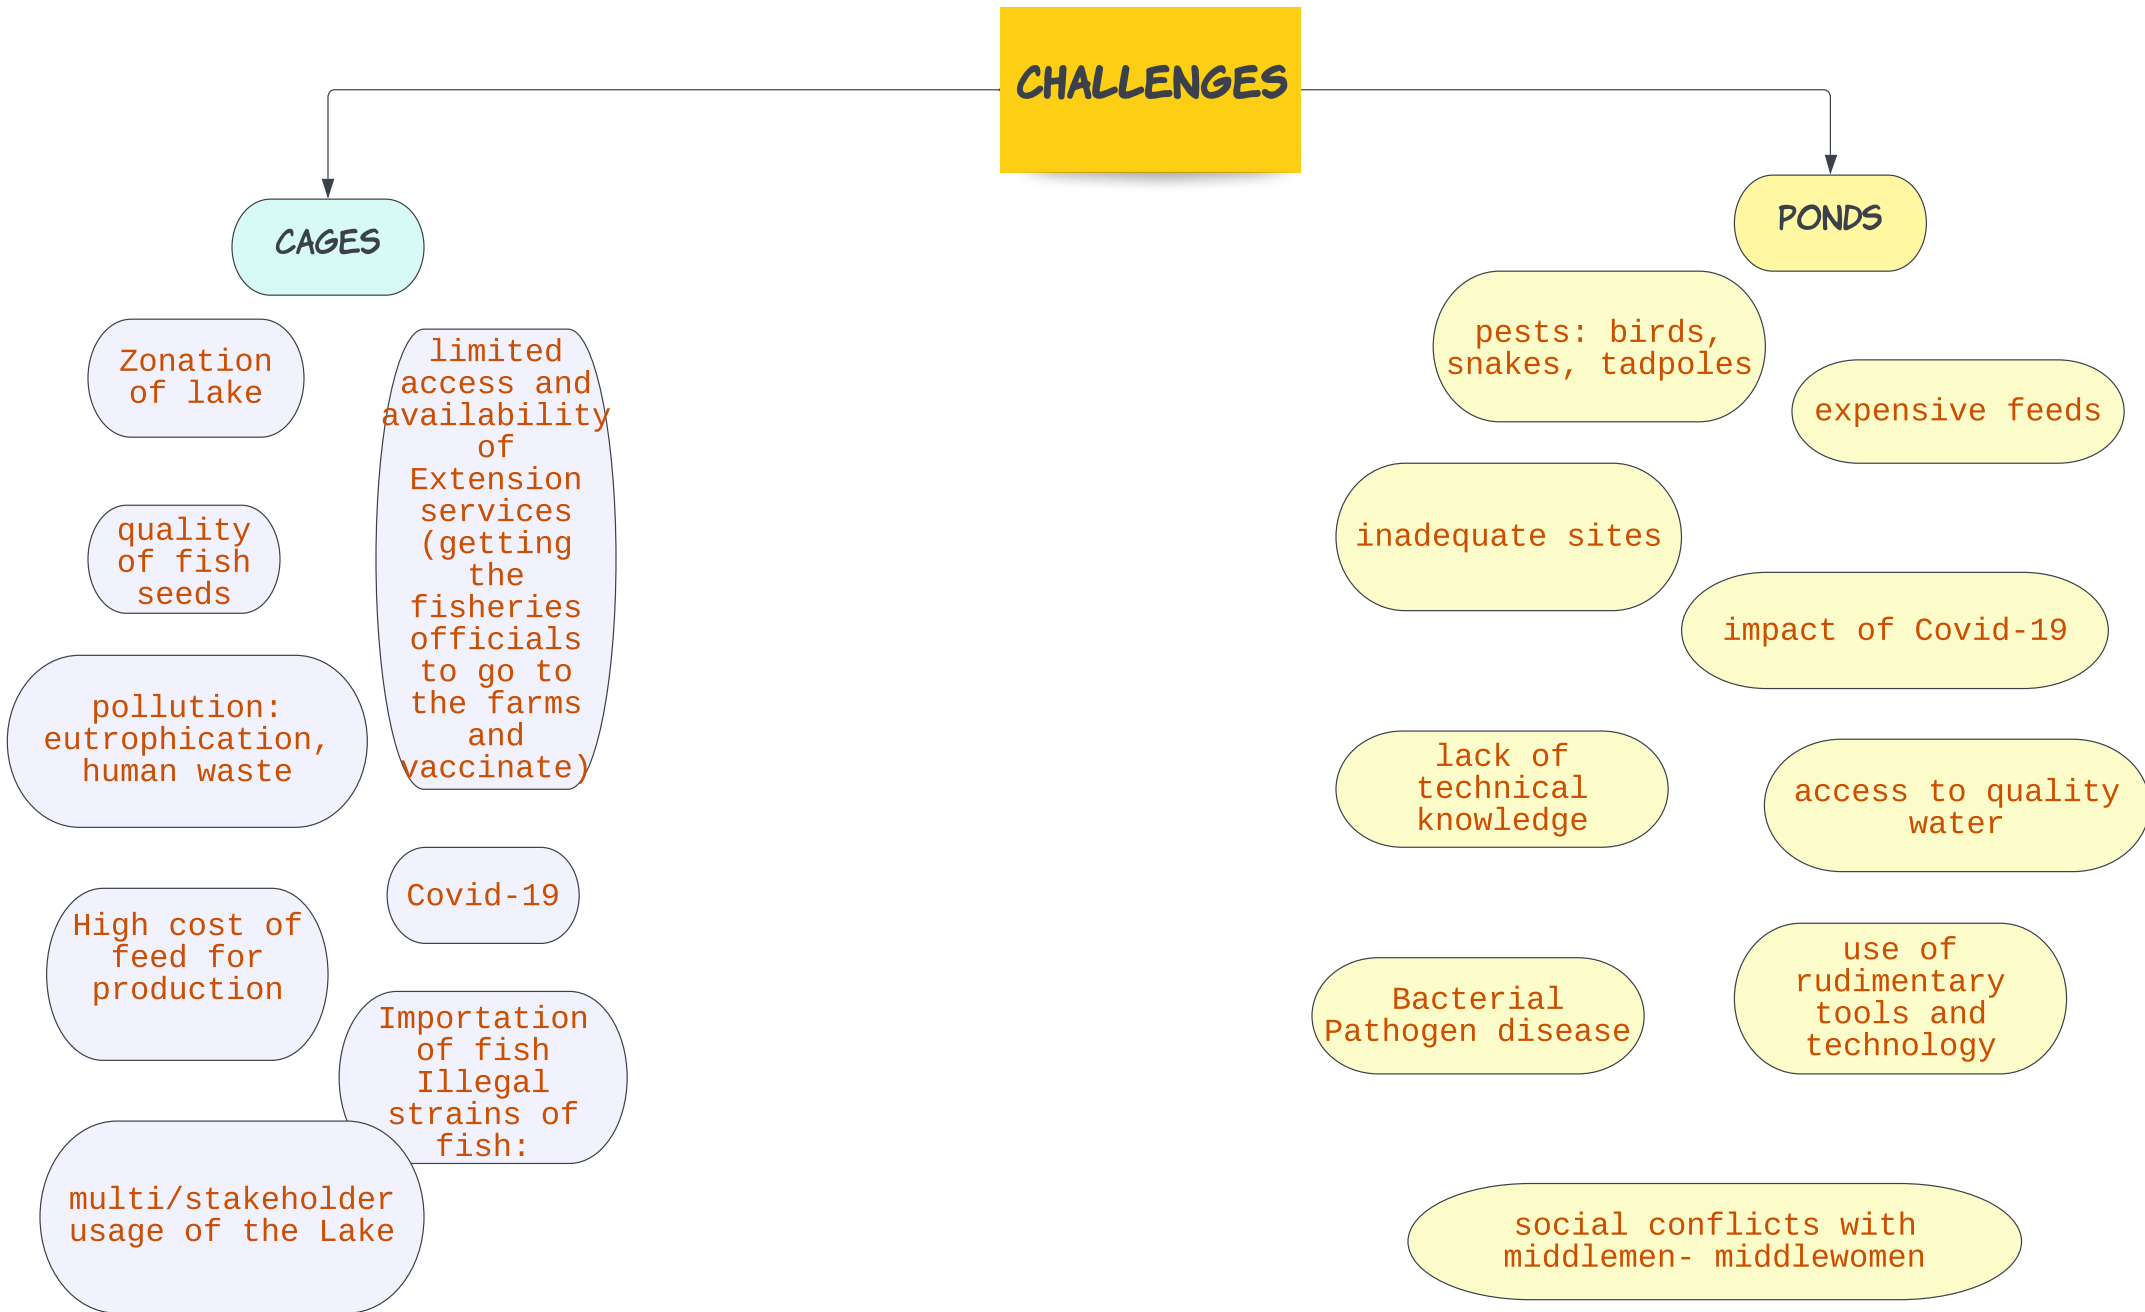 CHALLENGES
CAGES
PONDS
Zonation
of lake
limited
access and
availability
of
Extension
services
(getting
the
fisheries
officials
to go to
the farms
and
vaccinate)
quality
of fish
seeds
pollution:
eutrophication,
human waste
Covid-19
High cost of
feed for
production
Importation
of fish
Illegal
strains of
fish:
multi/stakeholder
usage of the Lake
pests: birds,
snakes, tadpoles
expensive feeds
inadequate sites
impact of Covid-19
lack of
technical
knowledge
access to quality
water
Bacterial
Pathogen disease
use of
rudimentary
tools and
technology
social conflicts with
middlemen- middlewomen